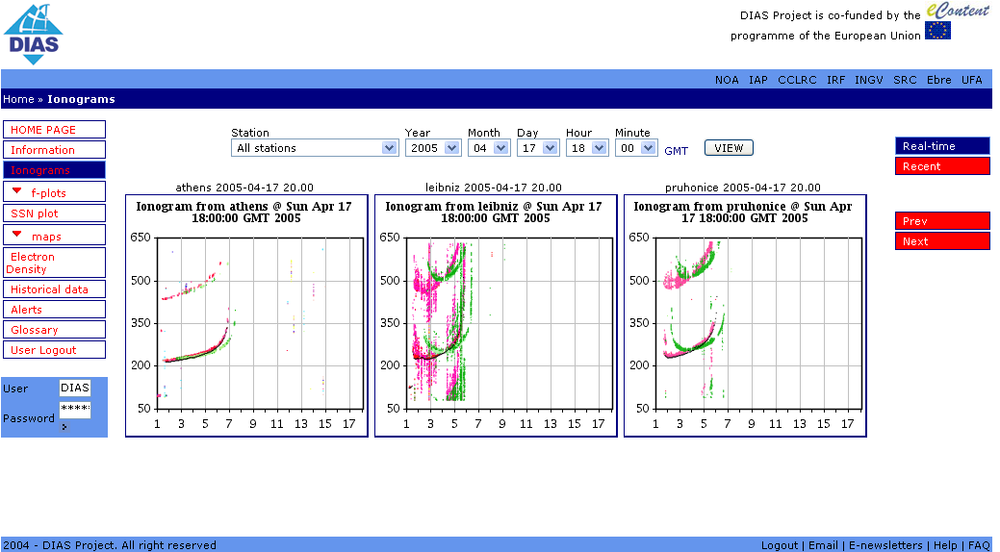 DIAS
DIAS Project is co-funded by the eContent
programme of the European Union
NOA IAP CCLRC IRF INGV SRC Ebre UFA
Home » Ionograms
HOME PAGE
Information
Ionograms
f-plots
SSN plot
maps
Electron
Density
Historical data
Alerts
Glossary
User Logout
User DIAS
Password ****
Station Year Month Day Hour Minute
All stations 2005 04 17 18 00 GMT VIEW
Real-time
Recent
Prev
Next
athens 2005-04-17 20.00
Ionogram from athens @ Sun Apr 17
18:00:00 GMT 2005
650
500
350
200
50
1 3 5 7 9 11 13 15 17
leibniz 2005-04-17 20.00
Ionogram from leibniz @ Sun Apr 17
18:00:00 GMT 2005
650
500
350
200
50
1 3 5 7 9 11 13 15 17
pruhonice 2005-04-17 20.00
Ionogram from pruhonice @ Sun Apr
17 18:00:00 GMT 2005
650
500
350
200
50
1 3 5 7 9 11 13 15 17
2004 - DIAS Project. All right reserved
Logout | Email | E-newsletters | Help | FAQ